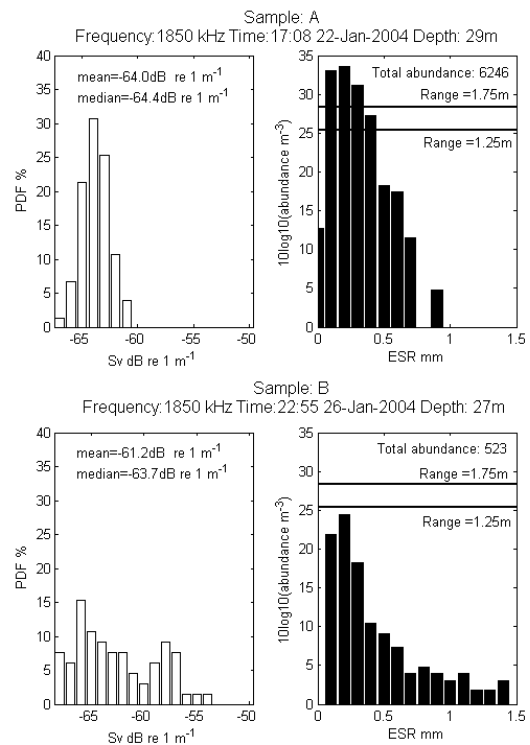 Sample: A
Frequency:1850 kHz Time:17:08 22-Jan-2004 Depth: 29m
mean=-64.0dB re 1 m-1
median=-64.4dB re 1 m-1
40
35
30
25
20
15
10
5
0
PDF %
-65
-60
-55
-50
Sv dB re 1 m-1
Total abundance: 6246
Range =1.75m
Range =1.25m
40
35
30
25
20
15
10
5
0
10log10(abundance m-3)
0
0.5
1
1.5
ESR mm
Sample: B
Frequency:1850 kHz Time:22:55 26-Jan-2004 Depth: 27m
mean=-61.2dB re 1 m-1
median=-63.7dB re 1 m-1
40
35
30
25
20
15
10
5
0
PDF %
-65
-60
-55
-50
Sv dB re 1 m-1
Total abundance: 523
Range =1.75m
Range =1.25m
40
35
30
25
20
15
10
5
0
10log10(abundance m-3)
0
0.5
1
1.5
ESR mm